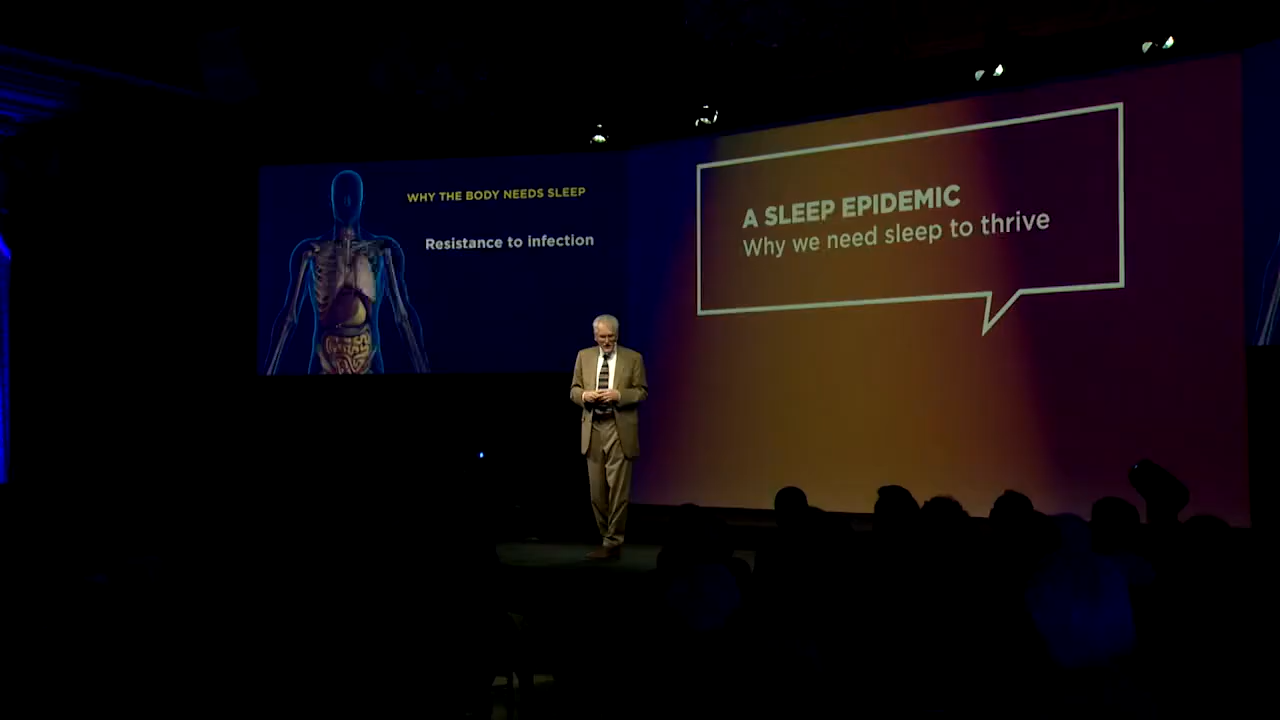 WHY THE BODY NEEDS SLEEP
Resistance to infection
A SLEEP EPIDEMIC
Why we need sleep to thrive